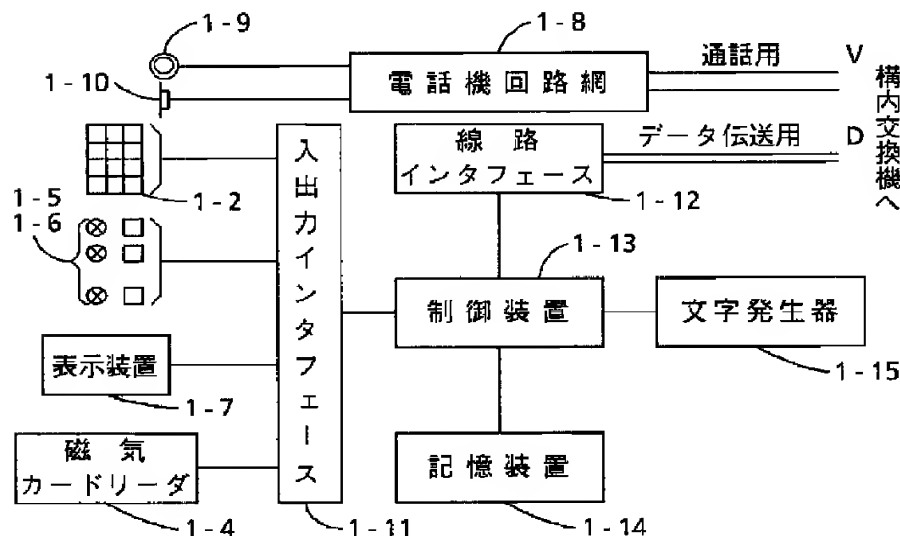 1-9
1-8
通話用
V
1-10
電話機回路網
構内交換機へ
線路
インタフェース
データ伝送用
D
1-5
1-6
1-2
入出力インタフェース
1-12
1-13
制御装置
文字発生器
表示装置
1-15
1-7
磁気
カードリーダ
記憶装置
1-4
1-11
1-14